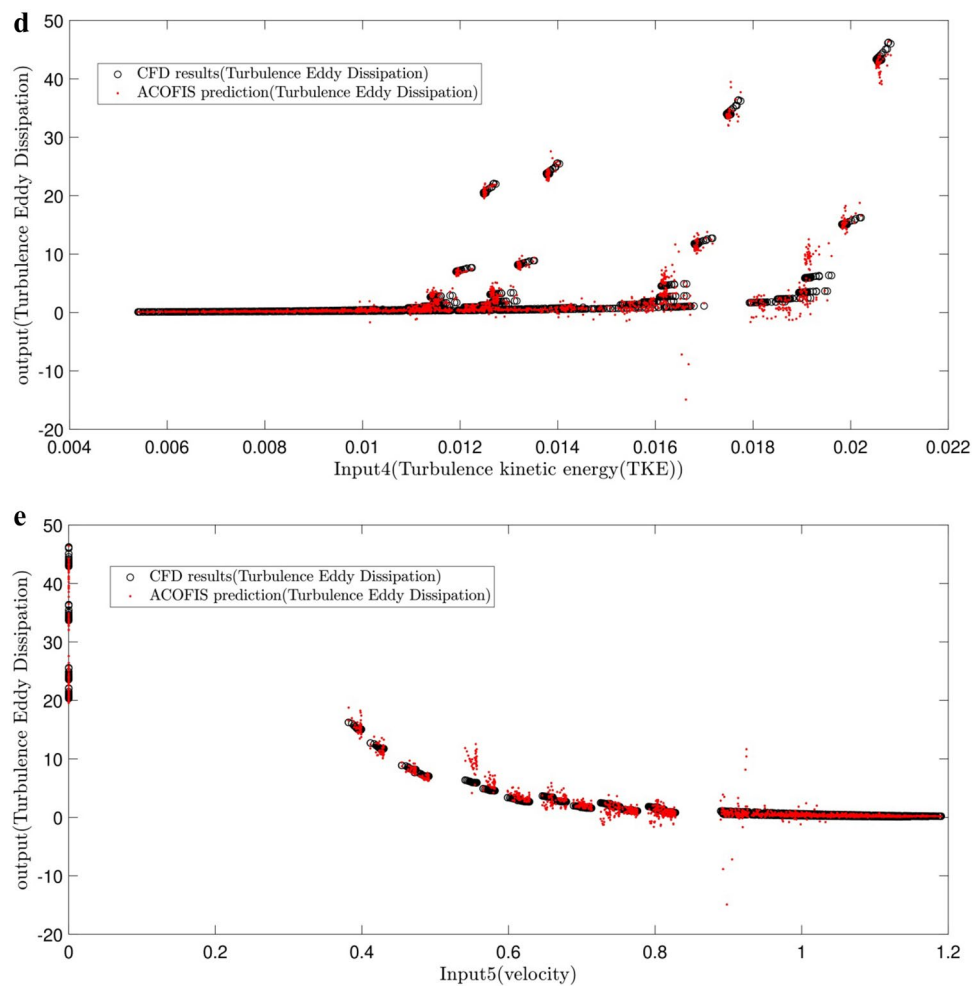 d
50
40
30
20
10
0
-10
-20
output(Turbulence Eddy Dissipation)
CFD results(Turbulence Eddy Dissipation)
ACOFIS prediction(Turbulence Eddy Dissipation)
0.004 0.006 0.008 0.01 0.012 0.014 0.016 0.018 0.02 0.022
Input4(Turbulence kinetic energy(TKE))
e
50
40
30
20
10
0
-10
-20
output(Turbulence Eddy Dissipation)
CFD results(Turbulence Eddy Dissipation)
ACOFIS prediction(Turbulence Eddy Dissipation)
0 0.2 0.4 0.6 0.8 1 1.2
Input5(velocity)